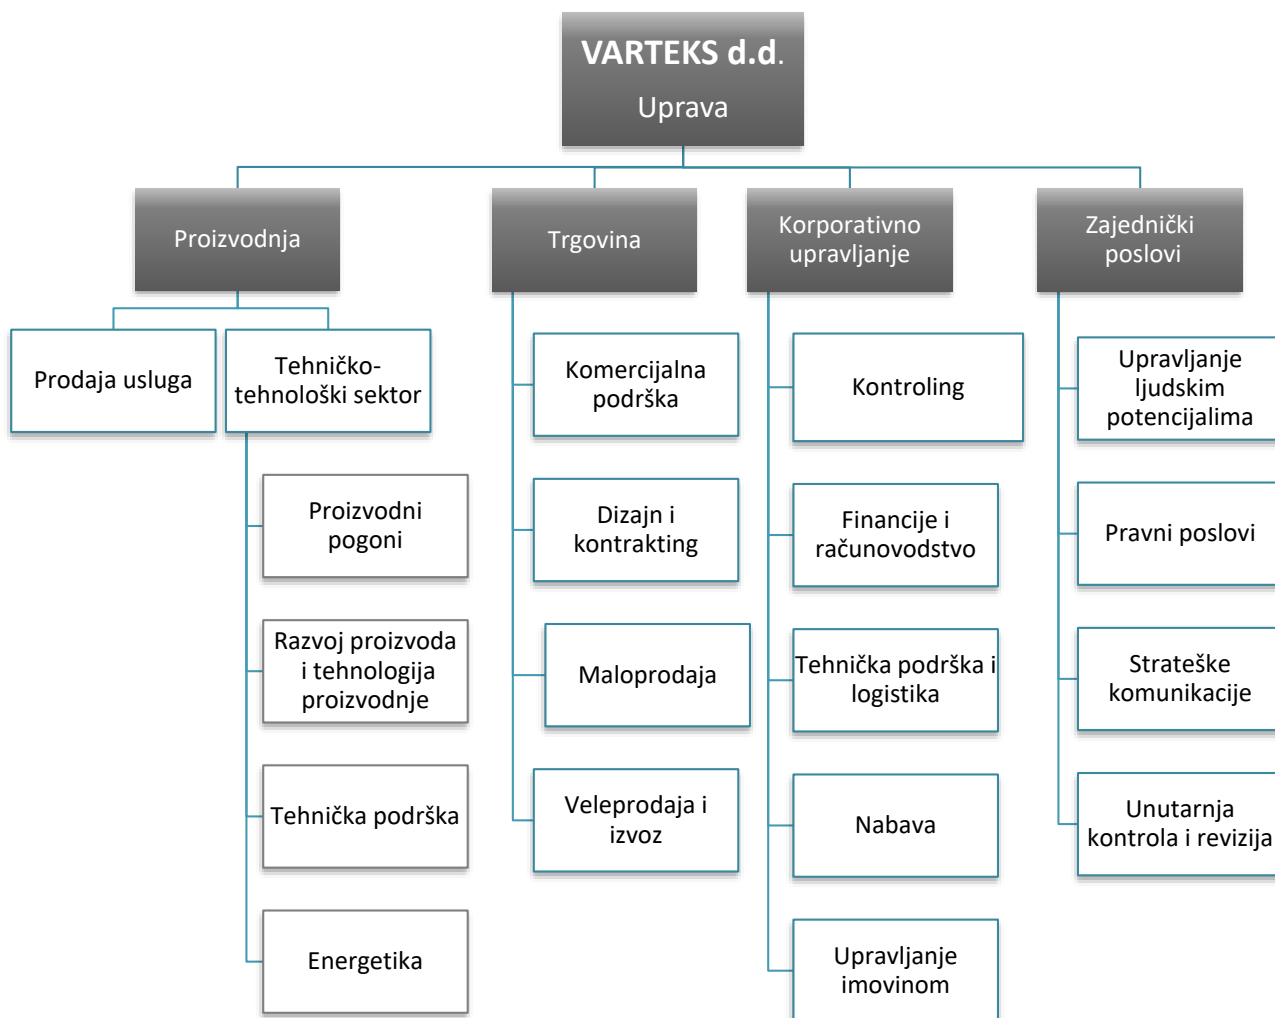 VARTEKS d.d.
Uprava
Proizvodnja
Trgovina
Korporativno
upravljanje
Zajednički
poslovi
Prodaja usluga
Tehničko-
tehnološki sektor
Proizvodni
pogoni
Razvoj proizvoda
i tehnologija
proizvodnje
Tehnička podrška
Energetika
Komercijalna
podrška
Dizajn i
kontrakting
Maloprodaja
Veleprodaja i
izvoz
Kontroling
Financije i
računovodstvo
Tehnička podrška i
logistika
Nabava
Upravljanje
imovinom
Upravljanje
ljudskim
potencijalima
Pravni poslovi
Strateške
komunikacije
Unutarnja
kontrola i revizija